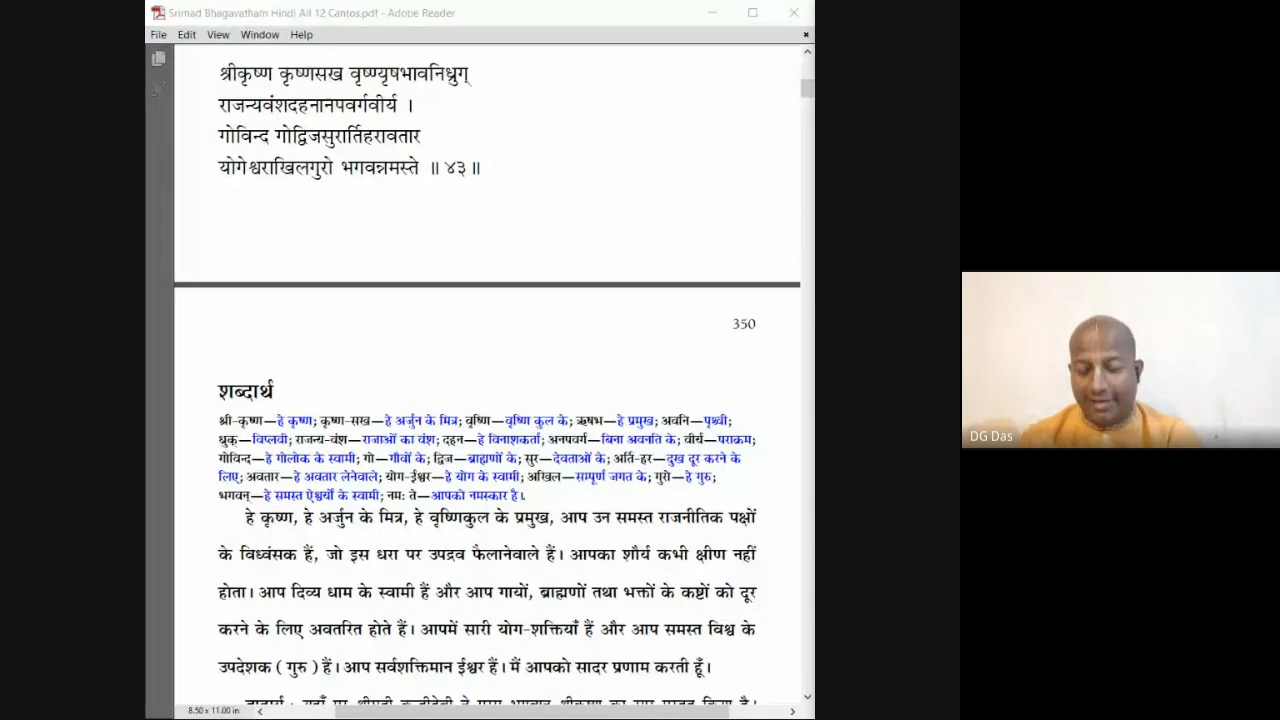 Srimad Bhagavatham Hindi All 12 Cantos.pdf - Adobe Reader
File Edit View Window Help
श्रीकृष्ण कृष्णसख वृष्ण्यृषभावनिध्रुग्
राजन्यवंशदहनानपवर्गवीर्य ।
गोविन्द गोद्विजसुरार्तिहरावतार
योगेश्वराखिलगुरो भगवन्नमस्ते ॥ ४३॥
350
शब्दार्थ
श्री-कृष्ण—हे कृष्ण; कृष्ण-सख—हे अर्जुन के मित्र; वृष्णि—वृष्णि कुल के; ऋषभ—हे प्रमुख; अवनि—पृथ्वी;
ध्रुक्—विप्लवी; राजन्य-वंश—राजाओं का वंश; दहन—हे विनाशकर्ता; अनपवर्ग—बिना अवनति के; वीर्य—पराक्रम;
गोविन्द—हे गोलोक के स्वामी; गो—गौवों के; द्विज—ब्राह्मणों के; सुर—देवताओं के; अर्ति-हर—दुख दूर करने के
लिए; अवतार—हे अवतार लेनेवाले; योग-ईश्वर—हे योग के स्वामी; अखिल—सम्पूर्ण जगत के; गुरो—हे गुरु;
भगवन्—हे समस्त ऐश्वर्यों के स्वामी; नमः ते—आपको नमस्कार है।
हे कृष्ण, हे अर्जुन के मित्र, हे वृष्णिकुल के प्रमुख, आप उन समस्त राजनीतिक पक्षों
के विध्वंसक हैं, जो इस धरा पर उपद्रव फैलानेवाले हैं। आपका शौर्य कभी क्षीण नहीं
होता। आप दिव्य धाम के स्वामी हैं और आप गायों, ब्राह्मणों तथा भक्तों के कष्टों को दूर
करने के लिए अवतरित होते हैं। आपमें सारी योग-शक्तियाँ हैं और आप समस्त विश्व के
उपदेशक ( गुरु ) हैं। आप सर्वशक्तिमान ईश्वर हैं। मैं आपको सादर प्रणाम करती हूँ।
8.50 x 11.00 in
DG Das